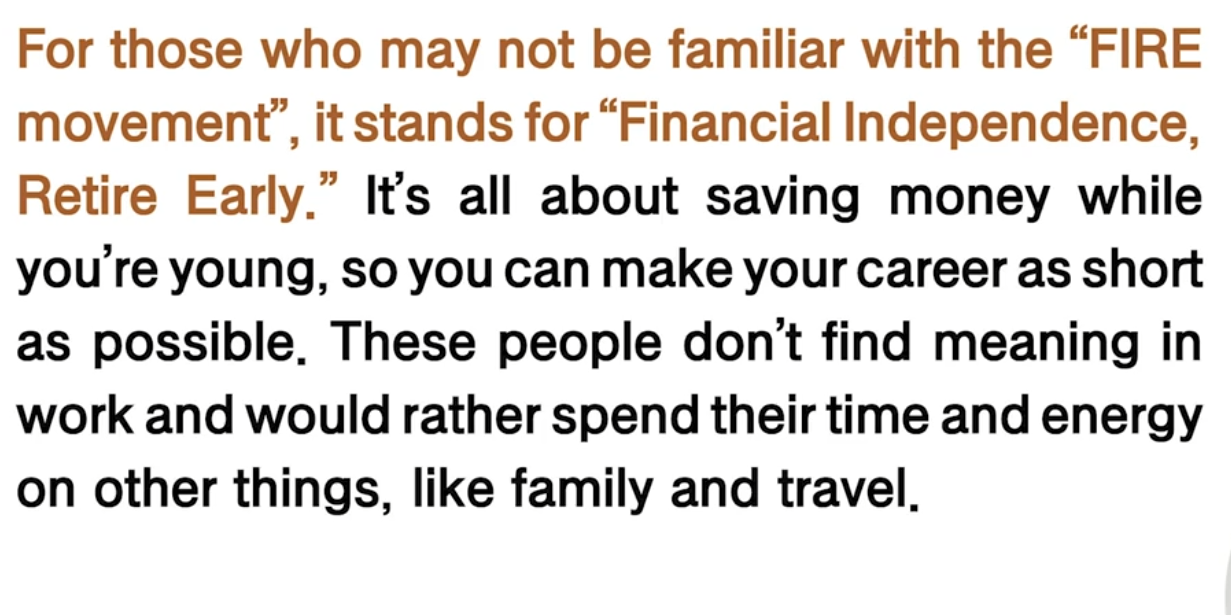 For those who may not be familiar with the “FIRE
movement”, it stands for “Financial Independence,
Retire Early.” It’s all about saving money while
you’re young, so you can make your career as short
as possible. These people don’t find meaning in
work and would rather spend their time and energy
on other things, like family and travel.